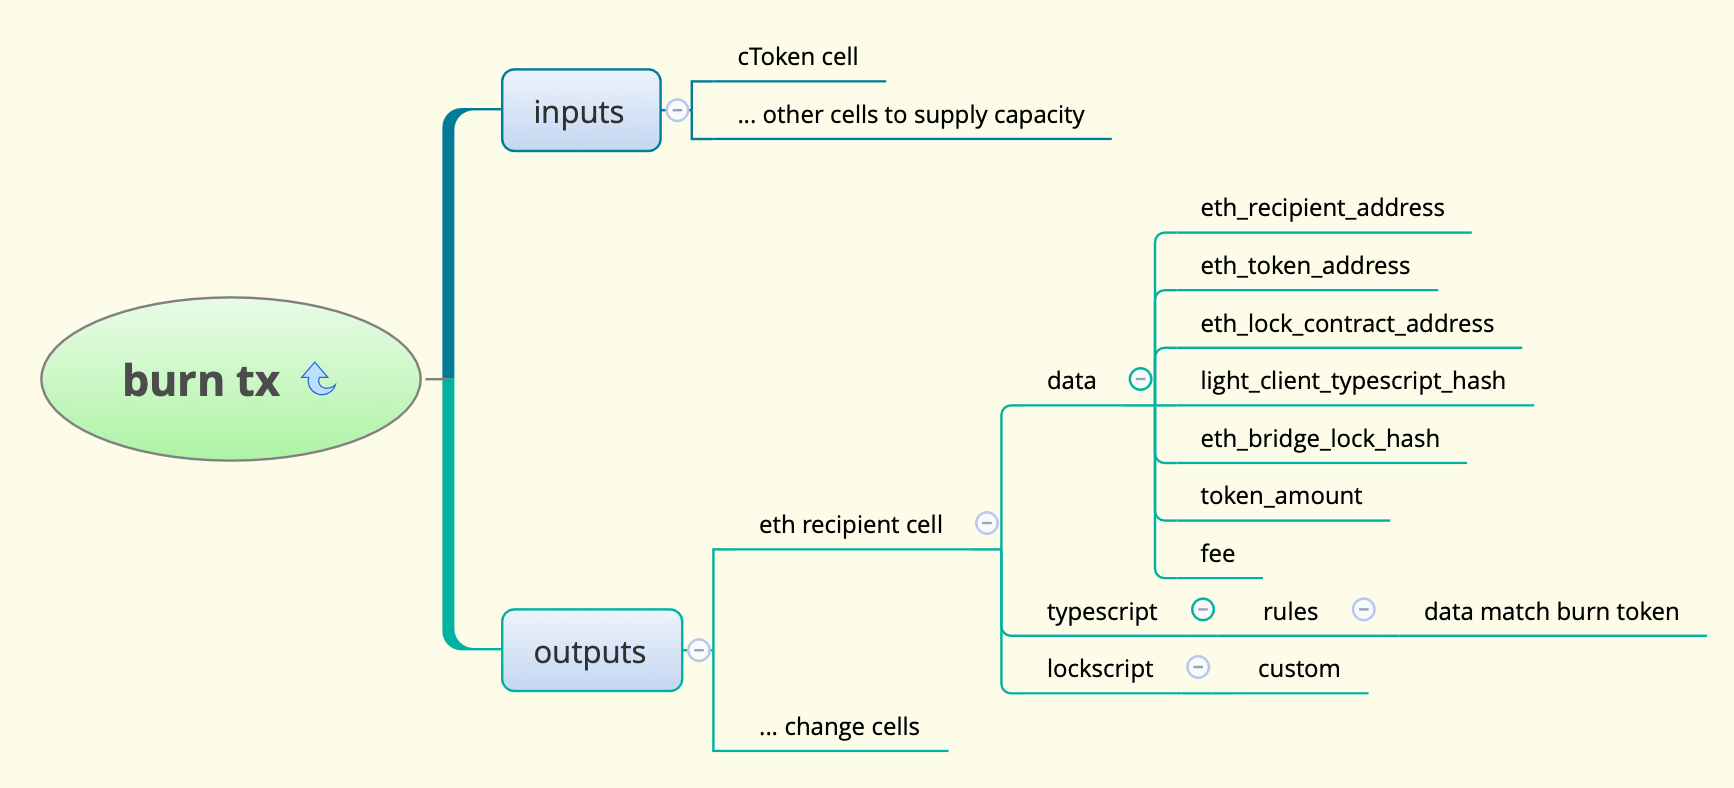 burn tx
inputs
cToken cell
... other cells to supply capacity
outputs
eth recipient cell
data
eth_recipient_address
eth_token_address
eth_lock_contract_address
light_client_typescript_hash
eth_bridge_lock_hash
token_amount
fee
typescript
rules
data match burn token
lockscript
custom
... change cells